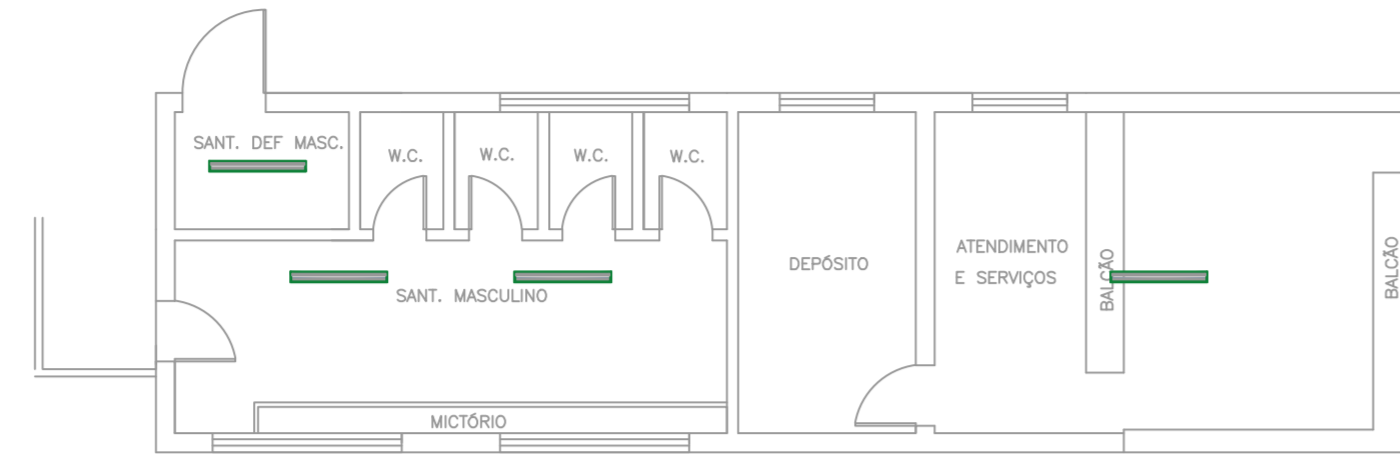 SANT. DEF MASC.
W.C.
W.C.
W.C.
W.C.
SANT. MASCULINO
MICTÓRIO
DEPÓSITO
ATENDIMENTO
E SERVIÇOS
BALCÃO
BALCÃO